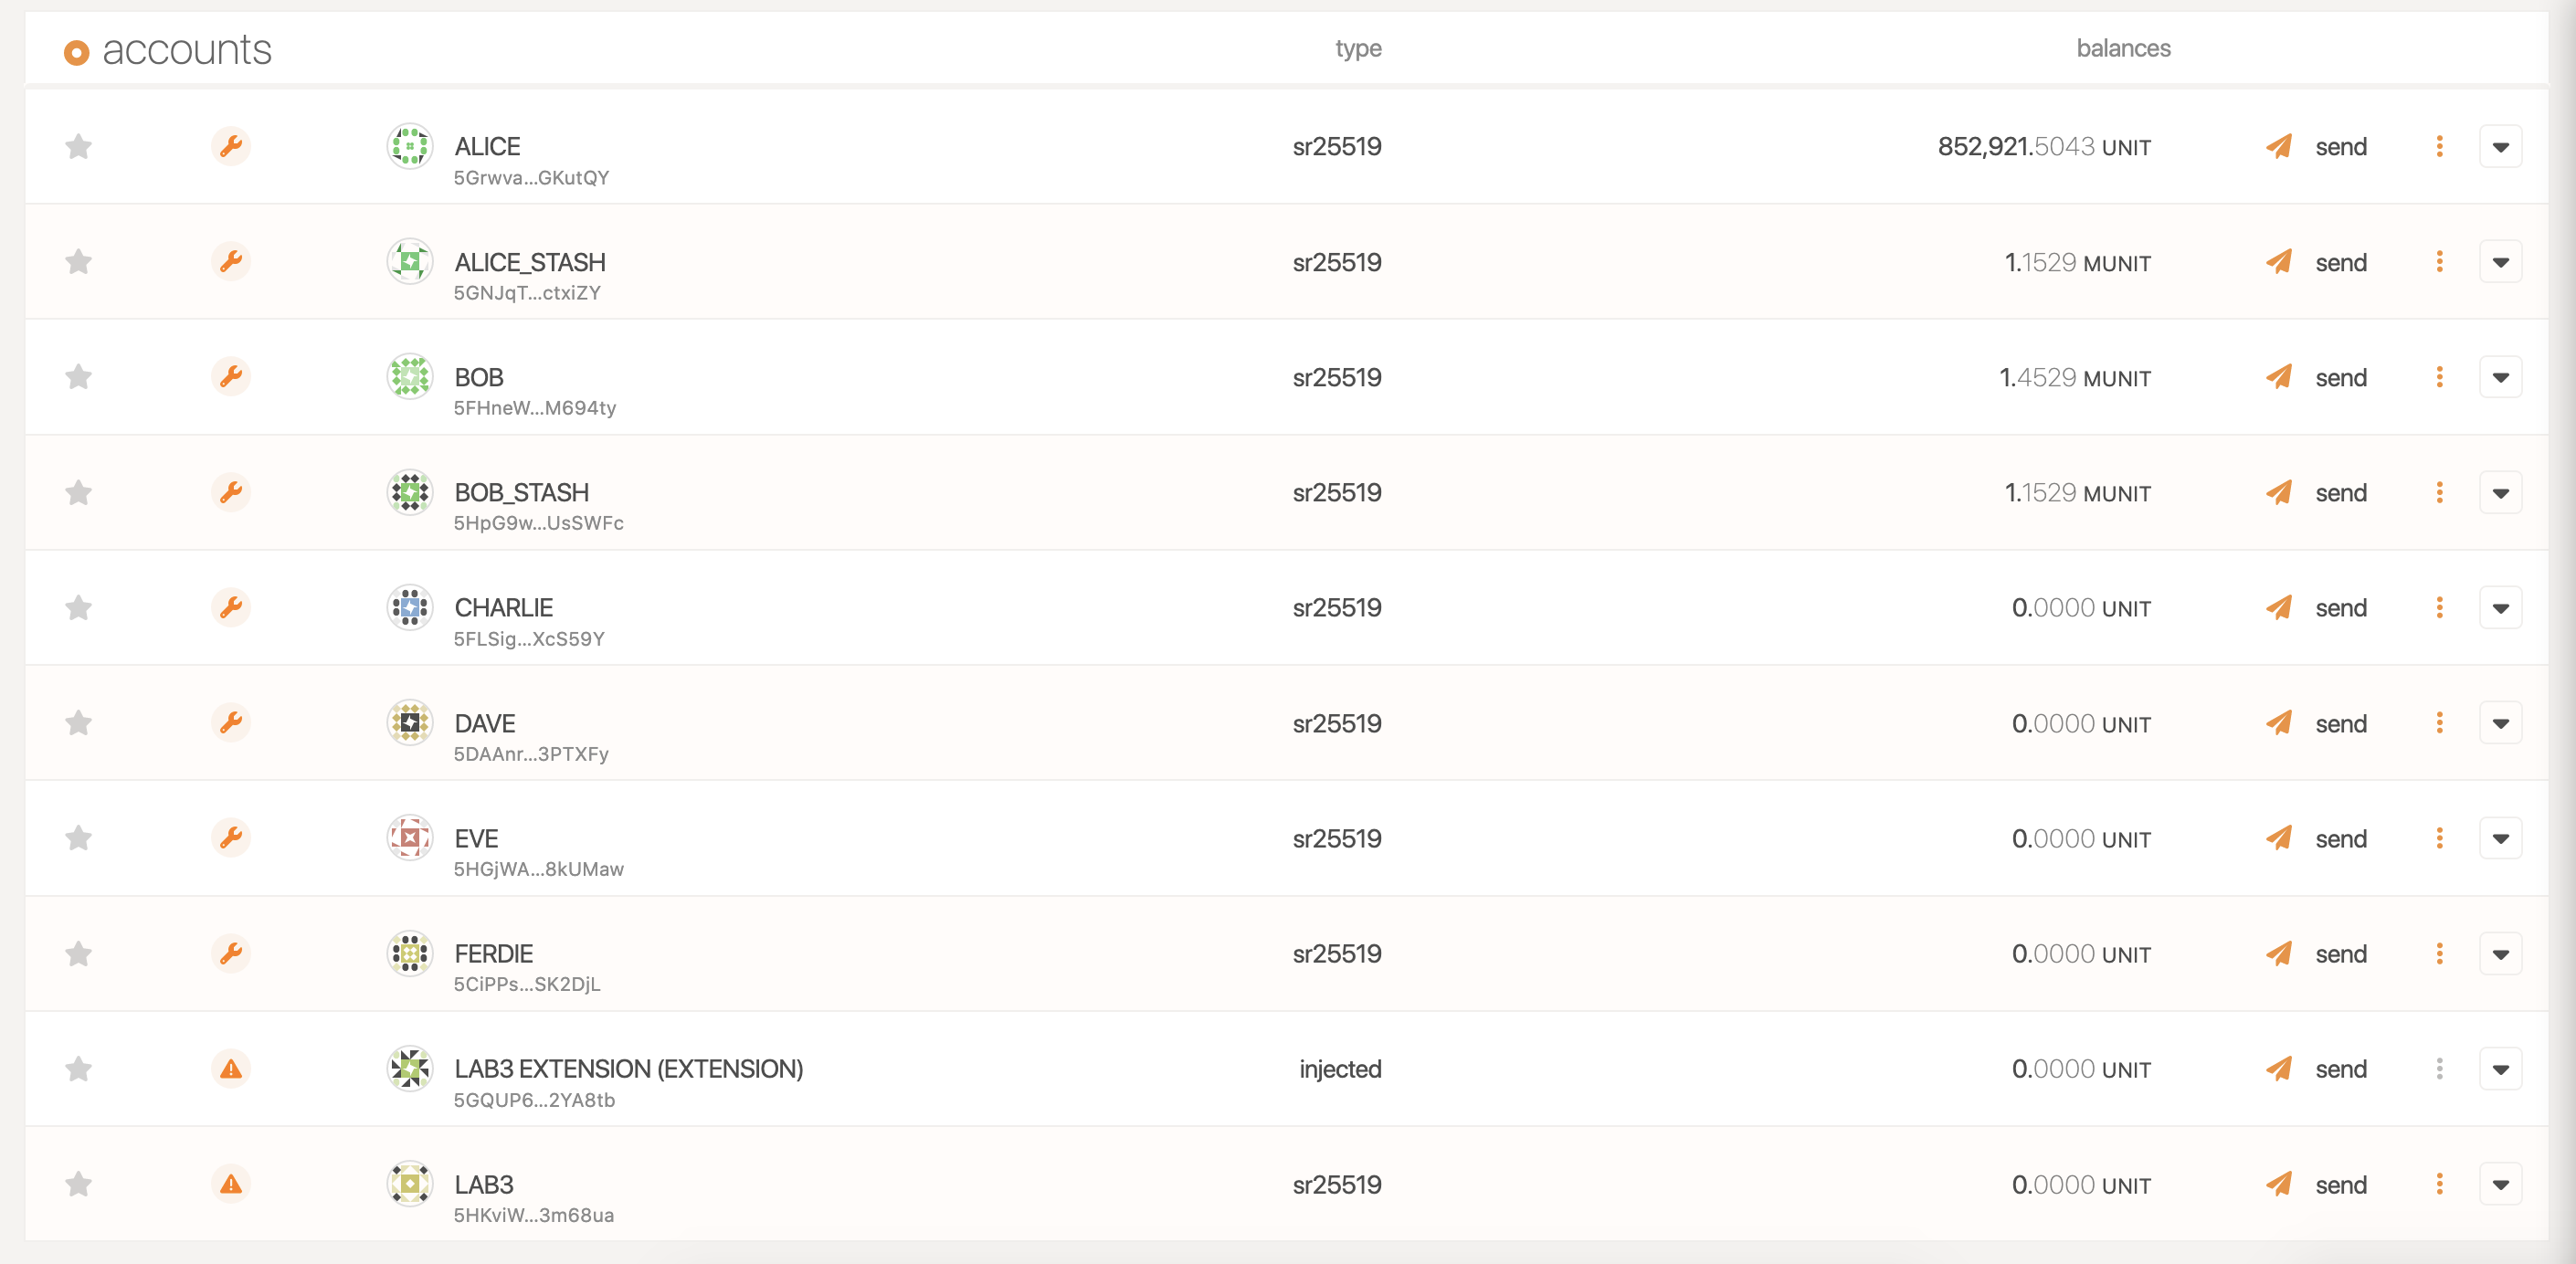 accounts type balances
ALICE sr25519 852,921.5043 UNIT send
5Grwva...GKutQY
ALICE_STASH sr25519 1.1529 MUNIT send
5GNJqT...ctxiZY
BOB sr25519 1.4529 MUNIT send
5FHneW...M694ty
BOB_STASH sr25519 1.1529 MUNIT send
5HpG9w...UsSWFc
CHARLIE sr25519 0.0000 UNIT send
5FLSig...XcS59Y
DAVE sr25519 0.0000 UNIT send
5DAAnr...3PTXFy
EVE sr25519 0.0000 UNIT send
5HGjWA...8kUMaw
FERDIE sr25519 0.0000 UNIT send
5CiPPs...SK2DjL
LAB3 EXTENSION (EXTENSION) injected 0.0000 UNIT send
5GQUP6...2YA8tb
LAB3 sr25519 0.0000 UNIT send
5HKviW...3m68ua